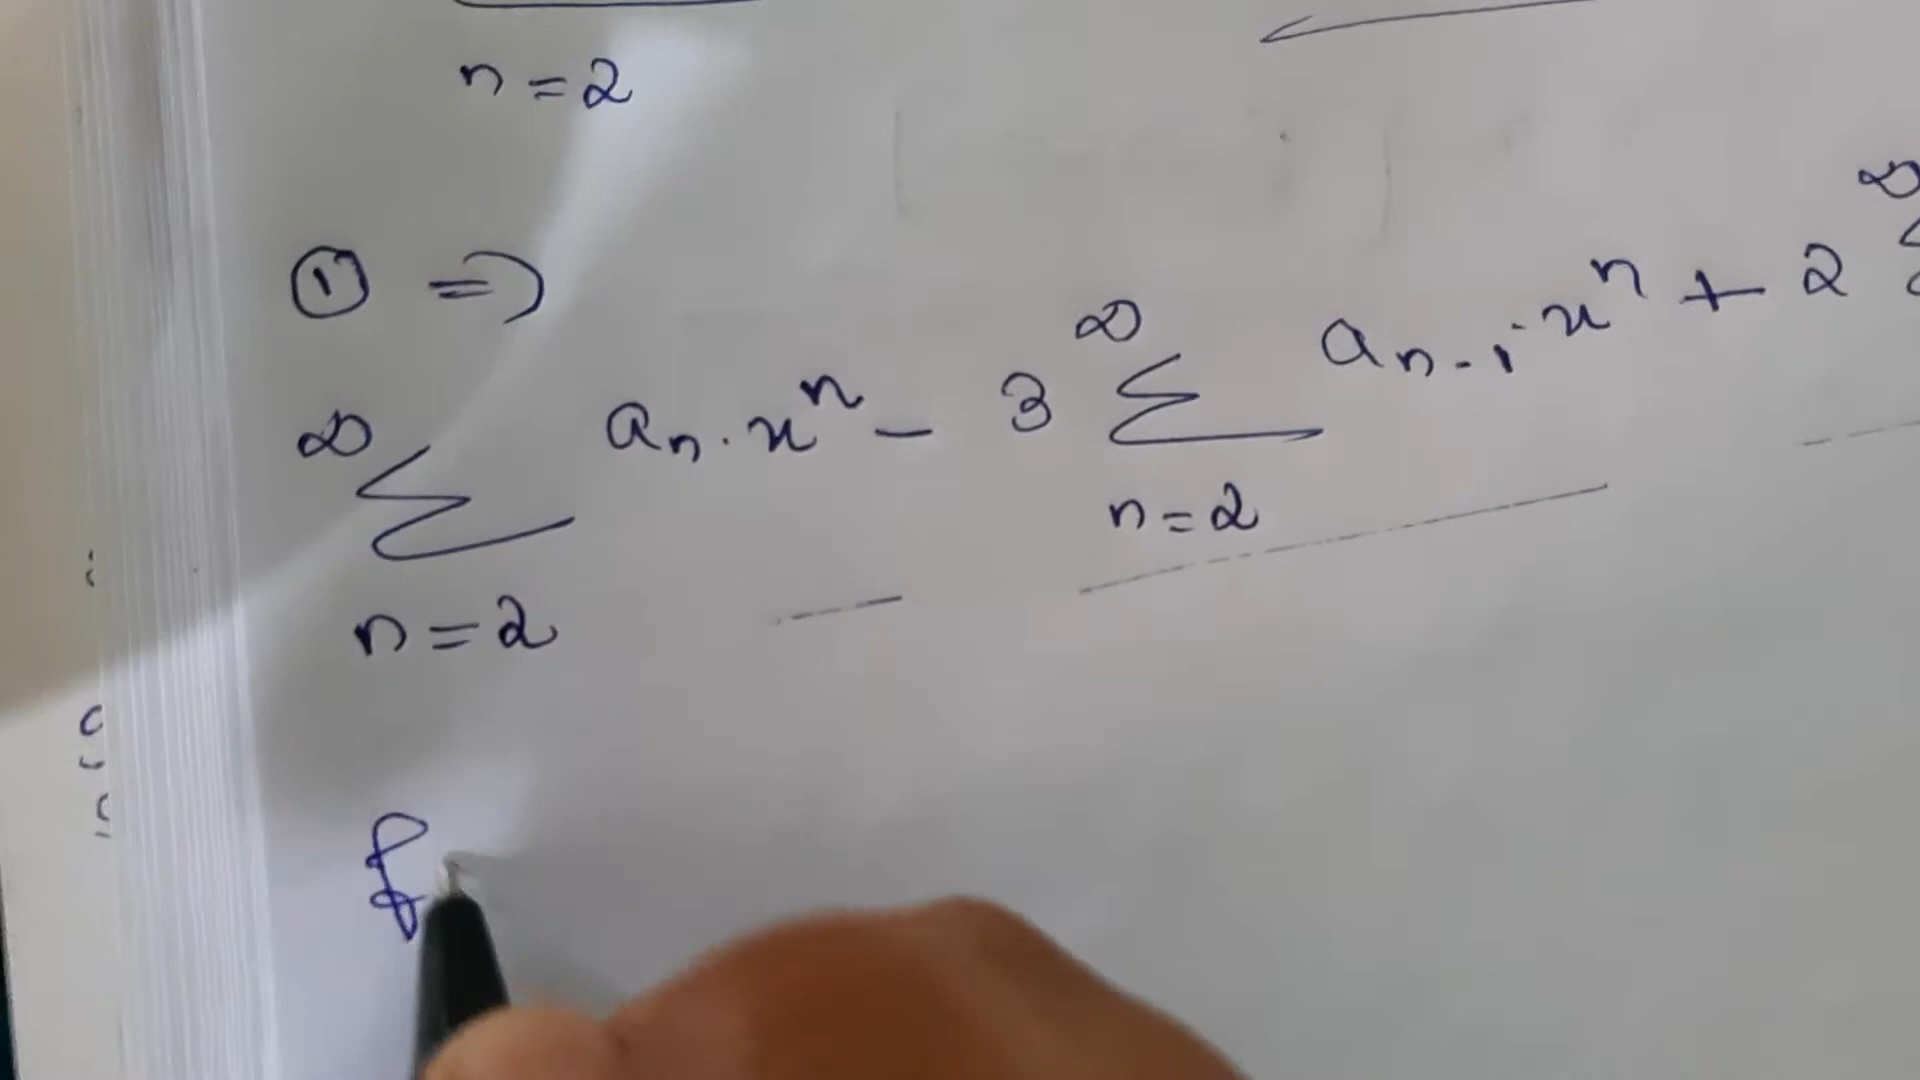 n = 2
① ⇒
∞ ∑ n=2 aₙ . xⁿ - 3 ∞ ∑ n=2 aₙ₋₁ . xⁿ + 2 ∞
f